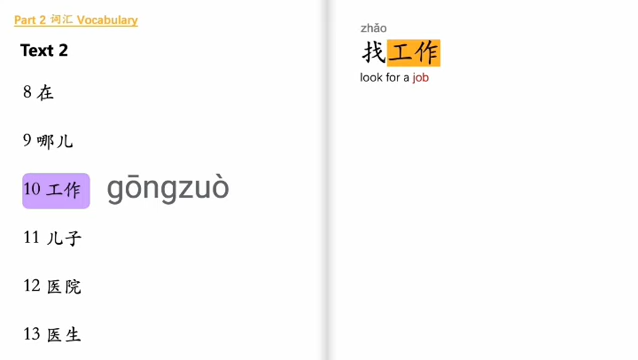 Part 2 词汇 Vocabulary
Text 2
8 在
9 哪儿
10 工作 gōngzuò
11 儿子
12 医院
13 医生
zhǎo
找工作
look for a job